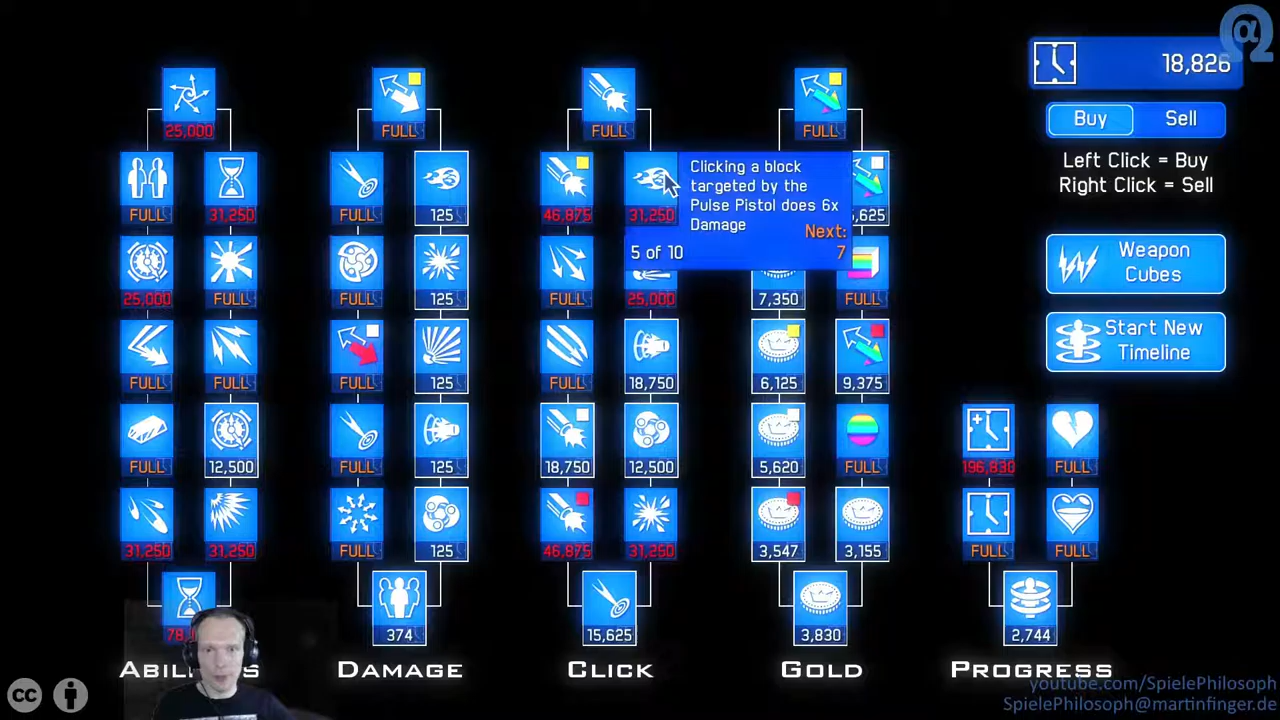 18,826
Buy
Sell
Left Click = Buy
Right Click = Sell
Weapon
Cubes
Start New
Timeline
25,000
FULL
FULL
FULL
FULL
31,250
FULL
125
46,875
31,250
Clicking a block
targeted by the
Pulse Pistol does 6x
Damage
Next:
5 of 10
7
25,000
FULL
FULL
125
FULL
25,000
7,350
FULL
FULL
FULL
FULL
125
FULL
18,750
6,125
9,375
FULL
12,500
FULL
125
18,750
12,500
5,620
FULL
196,830
FULL
31,250
31,250
FULL
125
46,875
31,250
3,547
3,155
FULL
FULL
374
15,625
3,830
2,744
DAMAGE
CLICK
GOLD
PROGRESS
cc
youtube.com/SpielePhilosoph
SpielePhilosoph@martinfinger.de